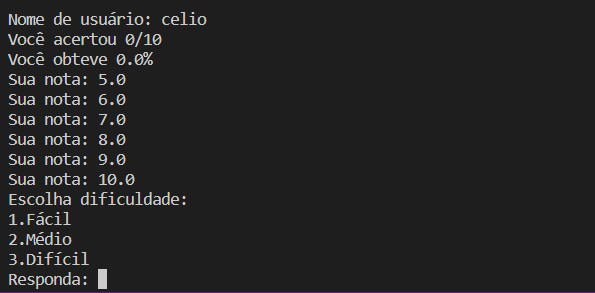 Nome de usuário: celio
Você acertou 0/10
Você obteve 0.0%
Sua nota: 5.0
Sua nota: 6.0
Sua nota: 7.0
Sua nota: 8.0
Sua nota: 9.0
Sua nota: 10.0
Escolha dificuldade:
1.Fácil
2.Médio
3.Difícil
Responda: